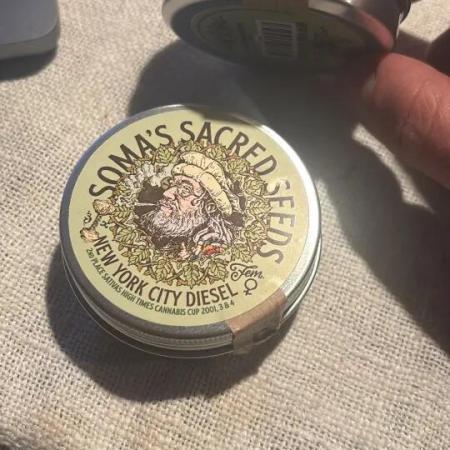 SOMA'S SACRED SEEDS
NEW YORK CITY DIESEL
Fem.
2ND PLACE SATIVAS HIGH TIMES CANNABIS CUP 2001, 3 & 4